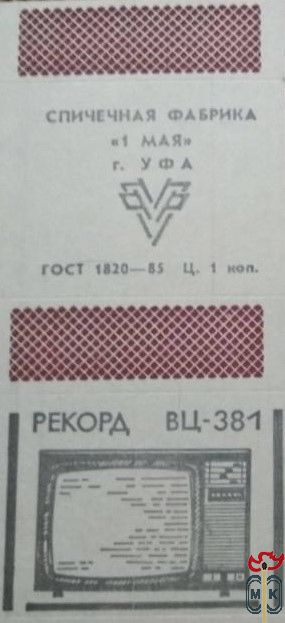 СПИЧЕЧНАЯ ФАБРИКА
«1 МАЯ»
г. УФА
ГОСТ 1820—85 Ц. 1 коп.
РЕКОРД ВЦ-381
МК